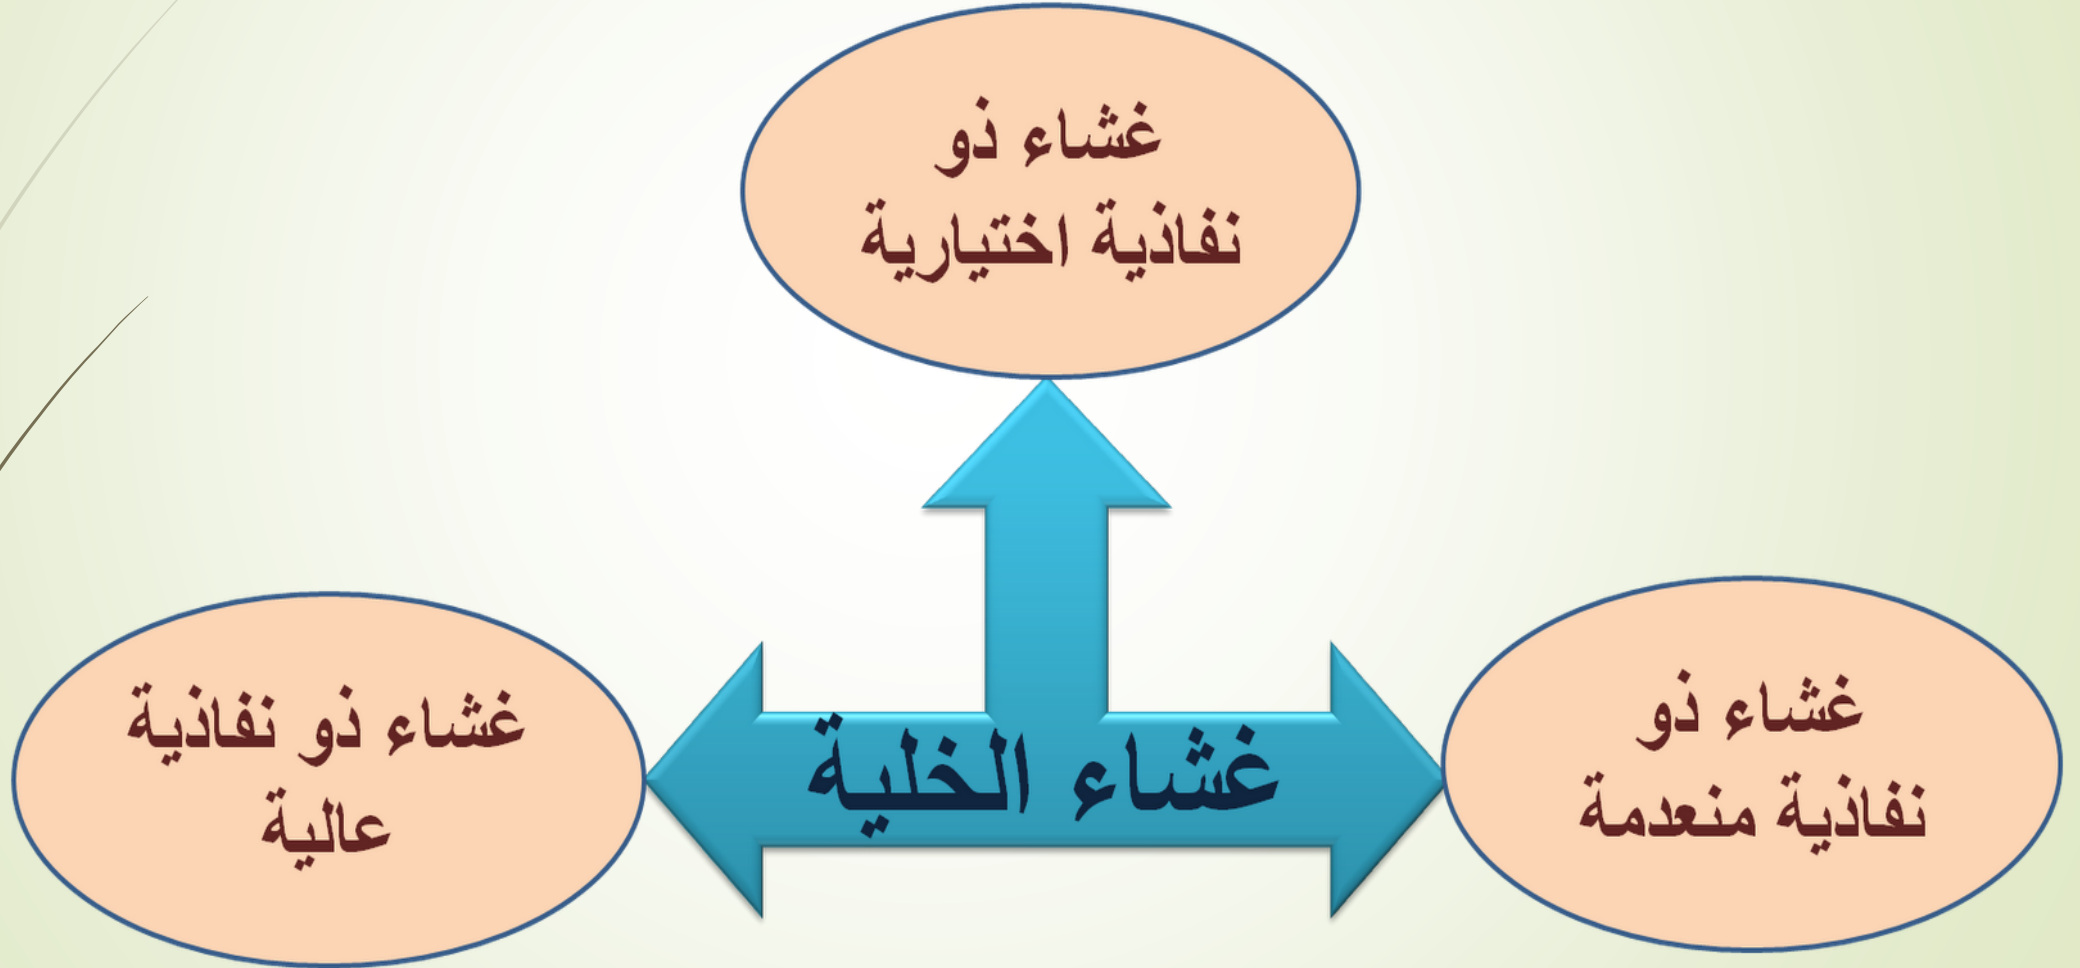 غشاء ذو
نفاذية اختيارية
غشاء الخلية
غشاء ذو
نفاذية منعدمة
غشاء ذو نفاذية
عالية